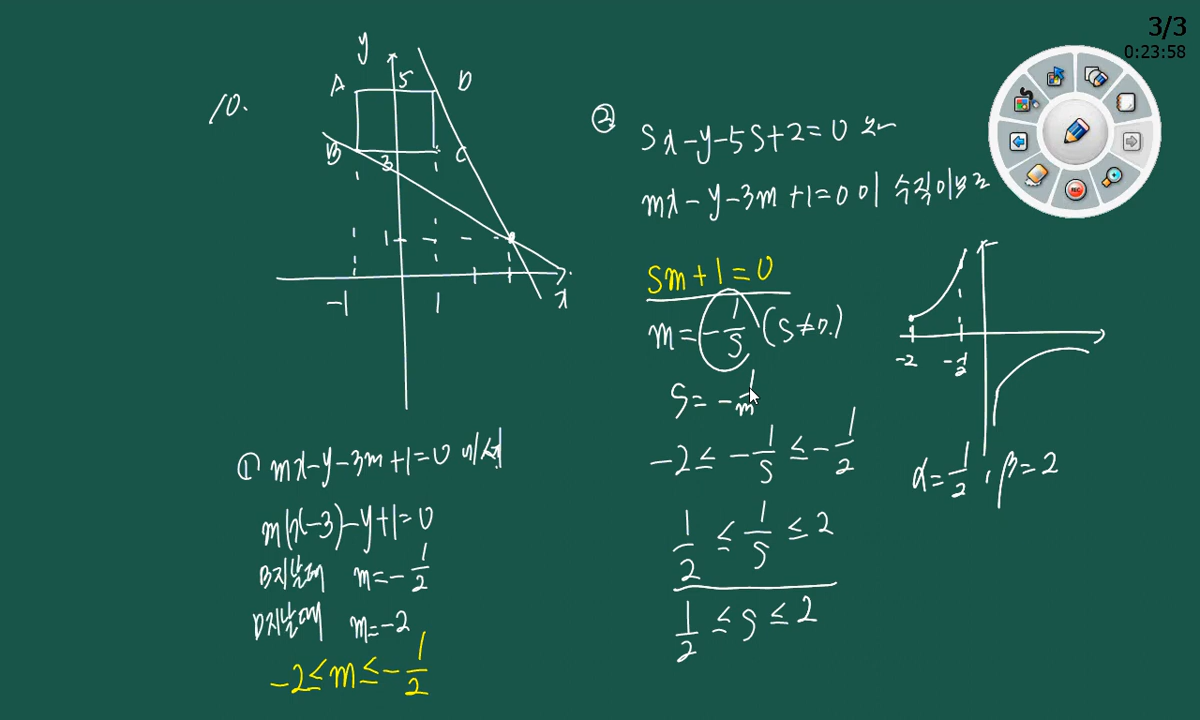 3/3
0:23:58
10.
y
A 5 D
B 3 C
1
-1 1 x
① mx-y-3m+1=0 에서
m(x-3)-y+1=0
B지날때 m=-1/2
D지날때 m=-2
-2≤m≤-1/2
② sx-y-5s+2=0 과
mx-y-3m+1=0이 수직이므로
sm+1=0
m=-1/s (s≠0.)
s=-1/m
-2≤-1/s≤-1/2
1/2≤1/s≤2
1/2≤s≤2
-2 -1/2
α=1/2, β=2
REC